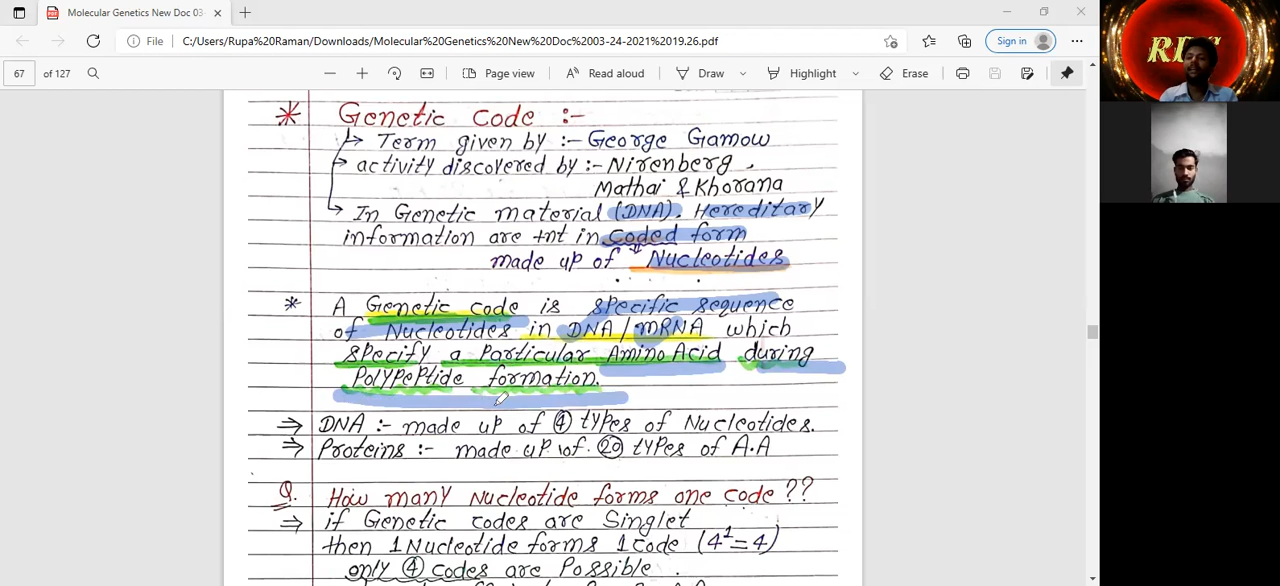 Molecular Genetics New Doc 03-
File C:/Users/Rupa%20Raman/Downloads/Molecular%20Genetics%20New%20Doc%2003-24-2021%2019.26.pdf
Sign in
67 of 127
Page view
Read aloud
Draw
Highlight
Erase
* Genetic Code :-
↳ Term given by :- George Gamow
→ activity discovered by :- Nirenberg,
Mathai & Khorana
→ In Genetic material (DNA). Hereditary
information are +nt in coded form
made up of Nucleotides
* A Genetic code is specific sequence
of Nucleotides in DNA/mRNA which
specify a Particular Amino Acid during
Polypeptide formation.
⇒ DNA :- made up of ④ types of Nucleotides.
⇒ Proteins :- made up of ⑳ types of A.A
Q. How many Nucleotide forms one code ??
⇒ if Genetic codes are Singlet
then 1 Nucleotide forms 1 code (4¹=4)
only ④ codes are Possible.